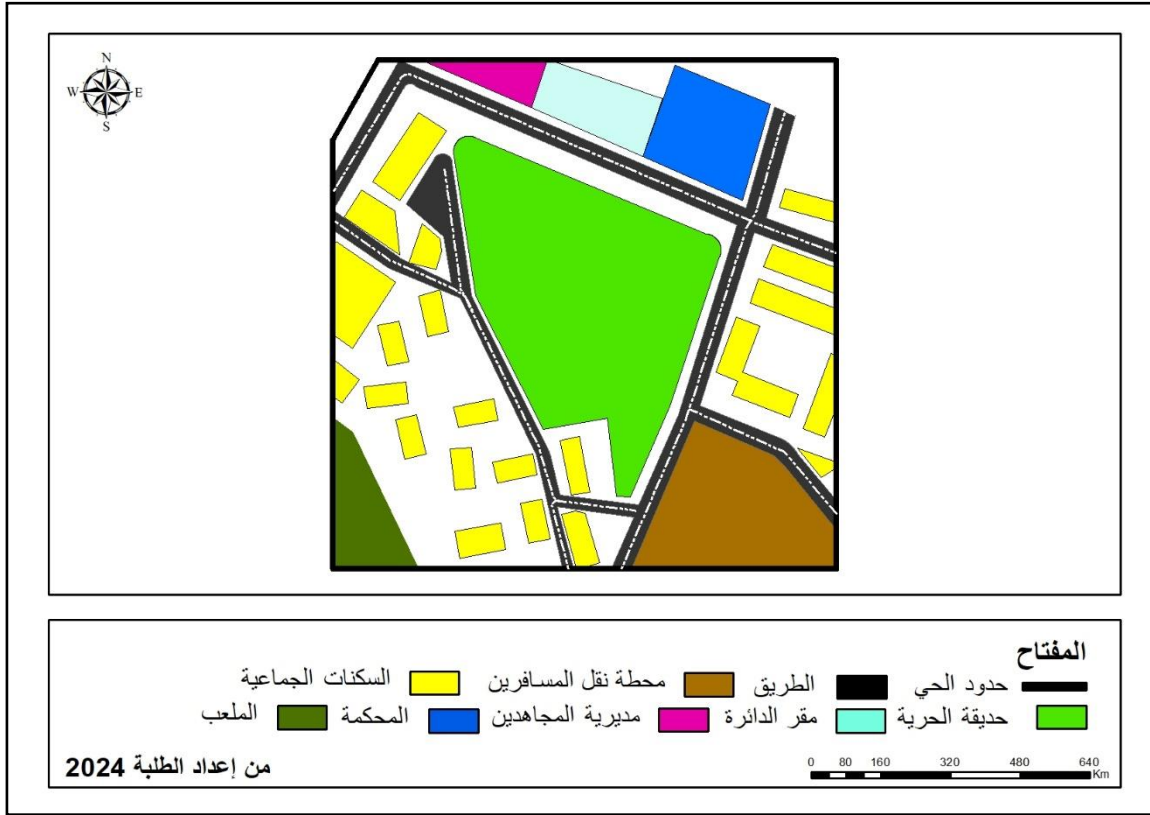 N
W E
S
المفتاح
حدود الحي الطريق محطة نقل المسافرين السكنات الجماعية
حديقة الحرية مقر الدائرة مديرية المجاهدين المحكمة الملعب
0 80 160 320 480 640
Km
من إعداد الطلبة 2024